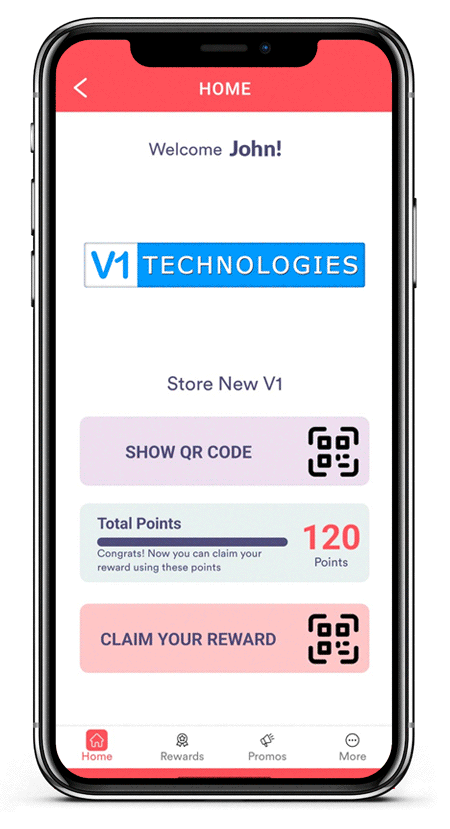 HOME
Welcome John!
V1 TECHNOLOGIES
Store New V1
SHOW QR CODE
Total Points
Congrats! Now you can claim your
reward using these points
120
Points
CLAIM YOUR REWARD
Home Rewards Promos More